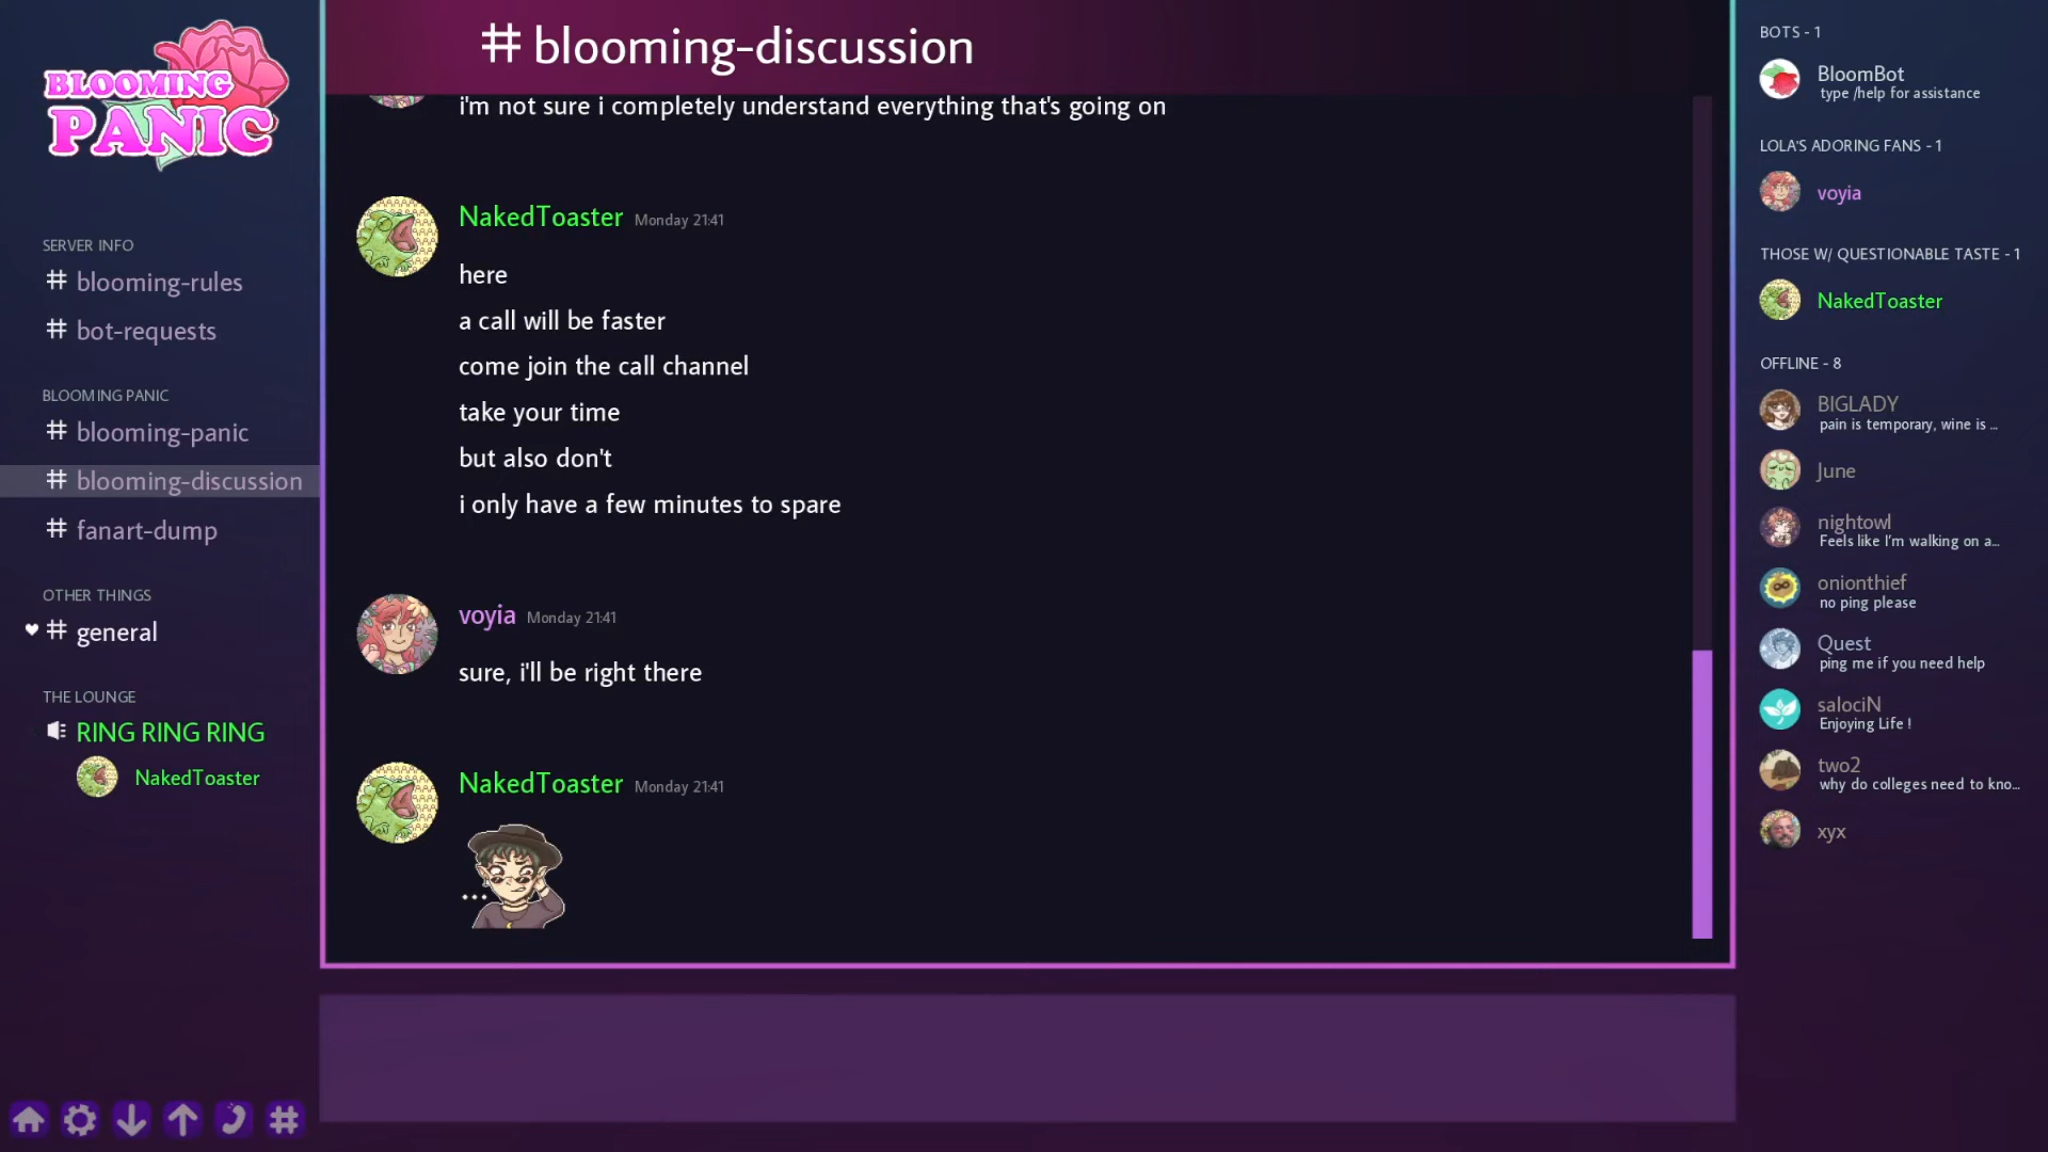 BLOOMING
PANIC
SERVER INFO
# blooming-rules
# bot-requests
BLOOMING PANIC
# blooming-panic
# blooming-discussion
# fanart-dump
OTHER THINGS
# general
THE LOUNGE
RING RING RING
NakedToaster
# blooming-discussion
i'm not sure i completely understand everything that's going on
NakedToaster Monday 21:41
here
a call will be faster
come join the call channel
take your time
but also don't
i only have a few minutes to spare
voyia Monday 21:41
sure, i'll be right there
NakedToaster Monday 21:41
...
BOTS - 1
BloomBot
type /help for assistance
LOLA'S ADORING FANS - 1
voyia
THOSE W/ QUESTIONABLE TASTE - 1
NakedToaster
OFFLINE - 8
BIGLADY
pain is temporary, wine is ...
June
nightowl
Feels like I'm walking on a...
onionthief
no ping please
Quest
ping me if you need help
salociN
Enjoying Life !
two2
why do colleges need to kno...
xyx